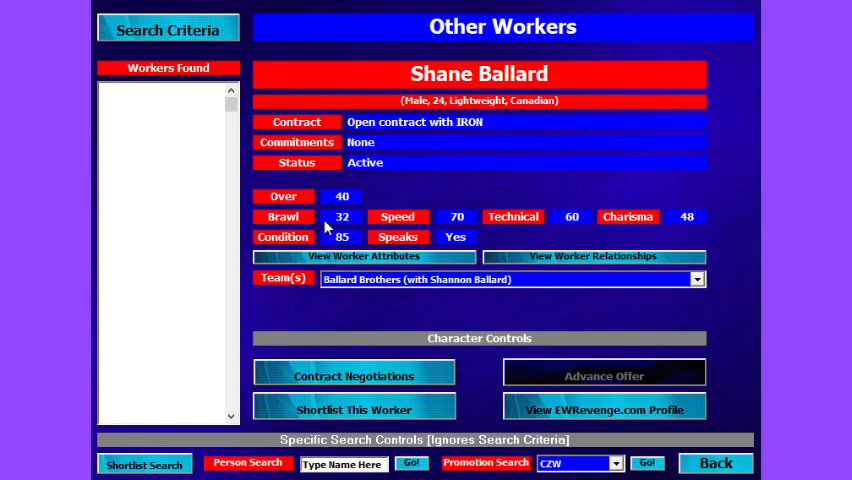 Search Criteria
Other Workers
Workers Found
Shane Ballard
(Male, 24, Lightweight, Canadian)
Contract Open contract with IRON
Commitments None
Status Active
Over 40
Brawl 32 Speed 70 Technical 60 Charisma 48
Condition 85 Speaks Yes
View Worker Attributes View Worker Relationships
Team(s) Ballard Brothers (with Shannon Ballard)
Character Controls
Contract Negotiations Advance Offer
Shortlist This Worker View EWRevenge.com Profile
Specific Search Controls [Ignores Search Criteria]
Shortlist Search Person Search Type Name Here Go! Promotion Search CZW Go! Back